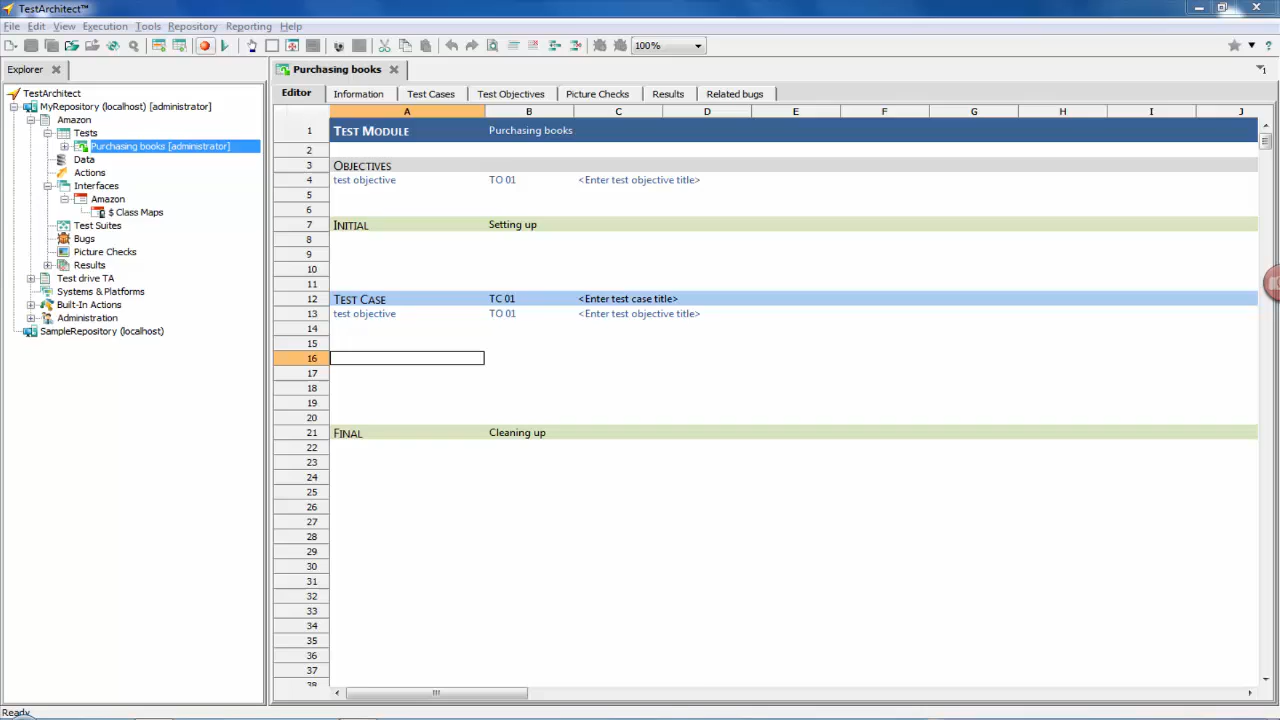 TestArchitect™
File Edit View Execution Tools Repository Reporting Help
100%
Explorer
Purchasing books
TestArchitect
MyRepository (localhost) [administrator]
Amazon
Tests
Purchasing books [administrator]
Data
Actions
Interfaces
Amazon
$ Class Maps
Test Suites
Bugs
Picture Checks
Results
Test drive TA
Systems & Platforms
Built-In Actions
Administration
SampleRepository (localhost)
Editor Information Test Cases Test Objectives Picture Checks Results Related bugs
A B C D E F G H I J
1 TEST MODULE Purchasing books
2
3 OBJECTIVES
4 test objective TO 01 <Enter test objective title>
5
6
7 INITIAL Setting up
8
9
10
11
12 TEST CASE TC 01 <Enter test case title>
13 test objective TO 01 <Enter test objective title>
14
15
16
17
18
19
20
21 FINAL Cleaning up
22
23
24
25
26
27
28
29
30
31
32
33
34
35
36
37
38
Ready